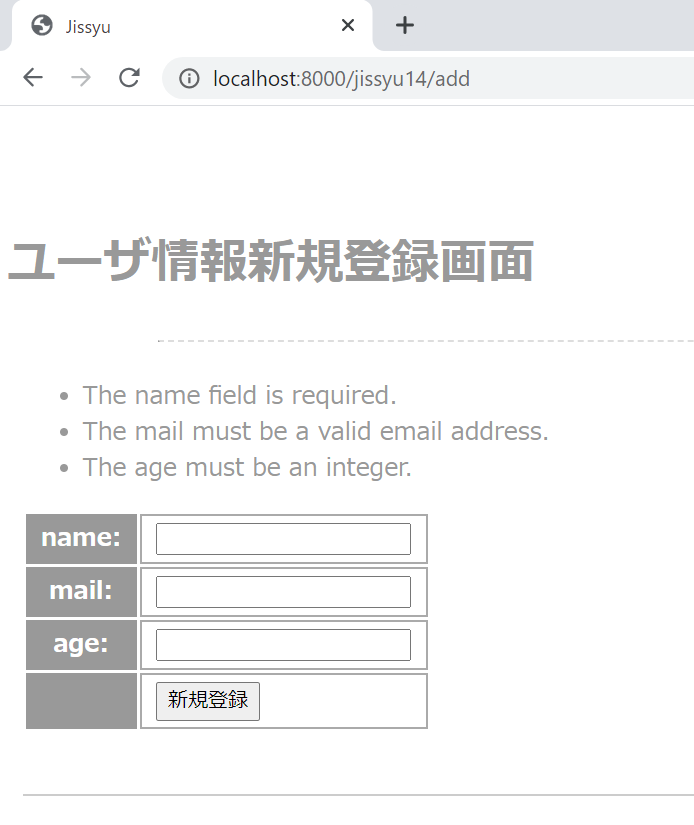 Jissyu
localhost:8000/jissyu14/add
ユーザ情報新規登録画面
The name field is required.
The mail must be a valid email address.
The age must be an integer.
name:
mail:
age:
新規登録